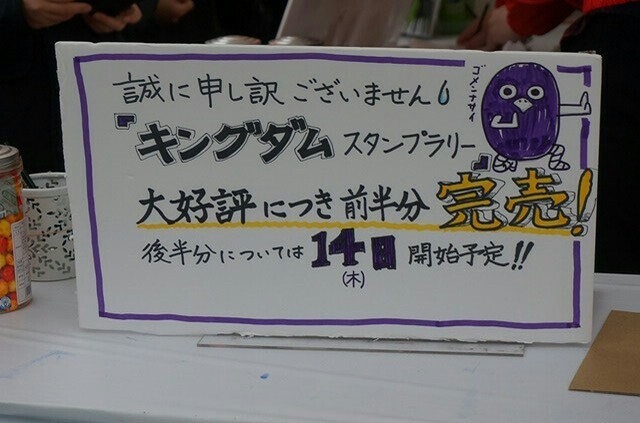 誠に申し訳ございません
ゴメンナサイ
『キングダム スタンプラリー』
大好評につき前半分 完売!
後半分については 14日 開始予定!!
(木)